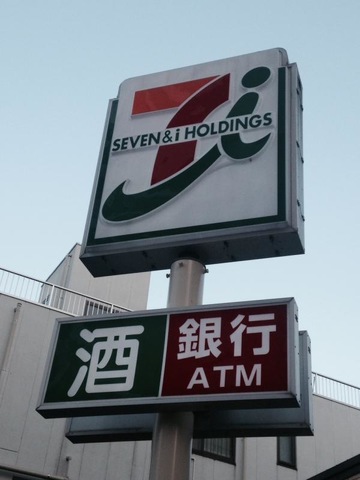 SEVEN & i HOLDINGS
酒
銀行
ATM